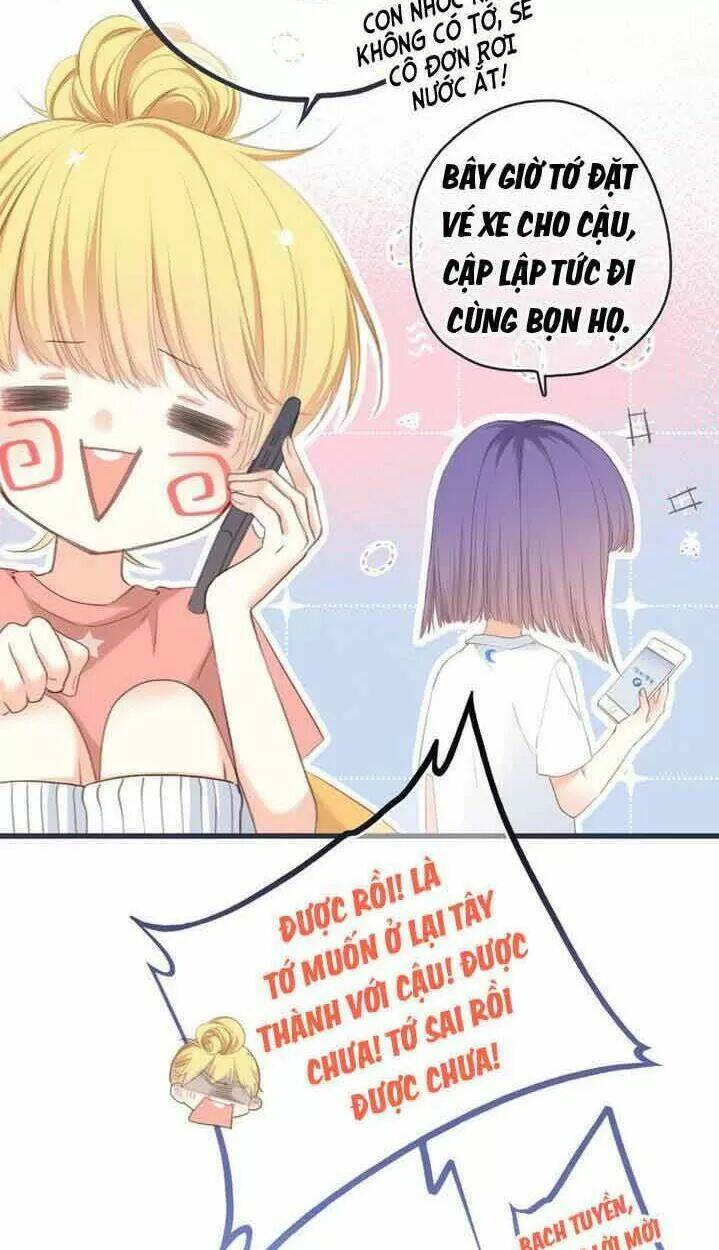 CON NHÓC
KHÔNG CÓ TỚ, SẼ
CÔ ĐƠN RƠI
NƯỚC ẮT!
BÂY GIỜ TỚ ĐẶT
VÉ XE CHO CẬU,
CẬP LẬP TỨC ĐI
CÙNG BỌN HỌ.
ĐƯỢC RỒI! LÀ
TỚ MUỐN Ở LẠI TÂY
THÀNH VỚI CẬU! ĐƯỢC
CHƯA! TỚ SAI RỒI
ĐƯỢC CHƯA!
BẠCH TUYỀN,
MỜI